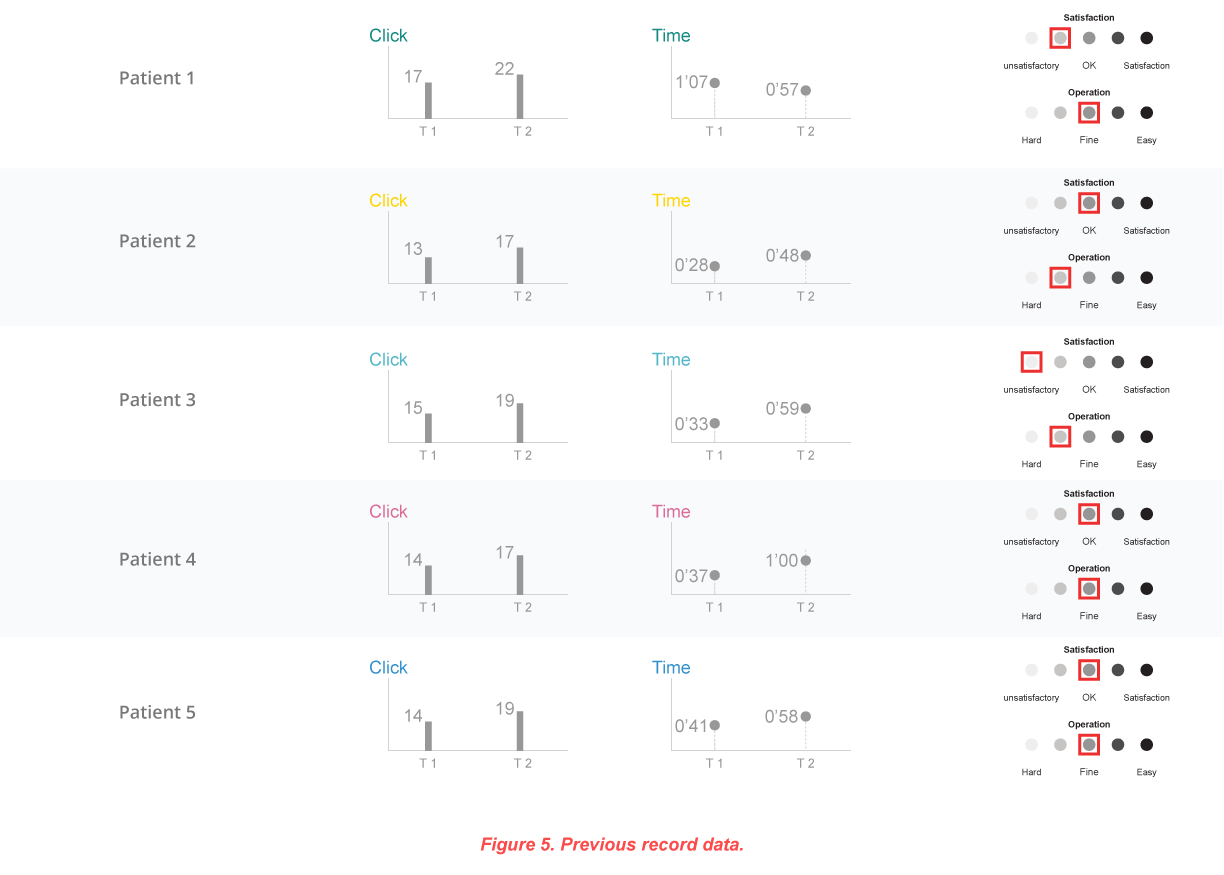 Satisfaction
Click
Time
Patient 1
17
22
1'07
0'57
unsatisfactory OK Satisfaction
Operation
T 1 T 2
T 1 T 2
Hard Fine Easy
Satisfaction
Click
Time
Patient 2
13
17
0'28
0'48
unsatisfactory OK Satisfaction
Operation
T 1 T 2
T 1 T 2
Hard Fine Easy
Satisfaction
Click
Time
Patient 3
15
19
0'33
0'59
unsatisfactory OK Satisfaction
Operation
T 1 T 2
T 1 T 2
Hard Fine Easy
Satisfaction
Click
Time
Patient 4
14
17
0'37
1'00
unsatisfactory OK Satisfaction
Operation
T 1 T 2
T 1 T 2
Hard Fine Easy
Satisfaction
Click
Time
Patient 5
14
19
0'41
0'58
unsatisfactory OK Satisfaction
Operation
T 1 T 2
T 1 T 2
Hard Fine Easy
Figure 5. Previous record data.